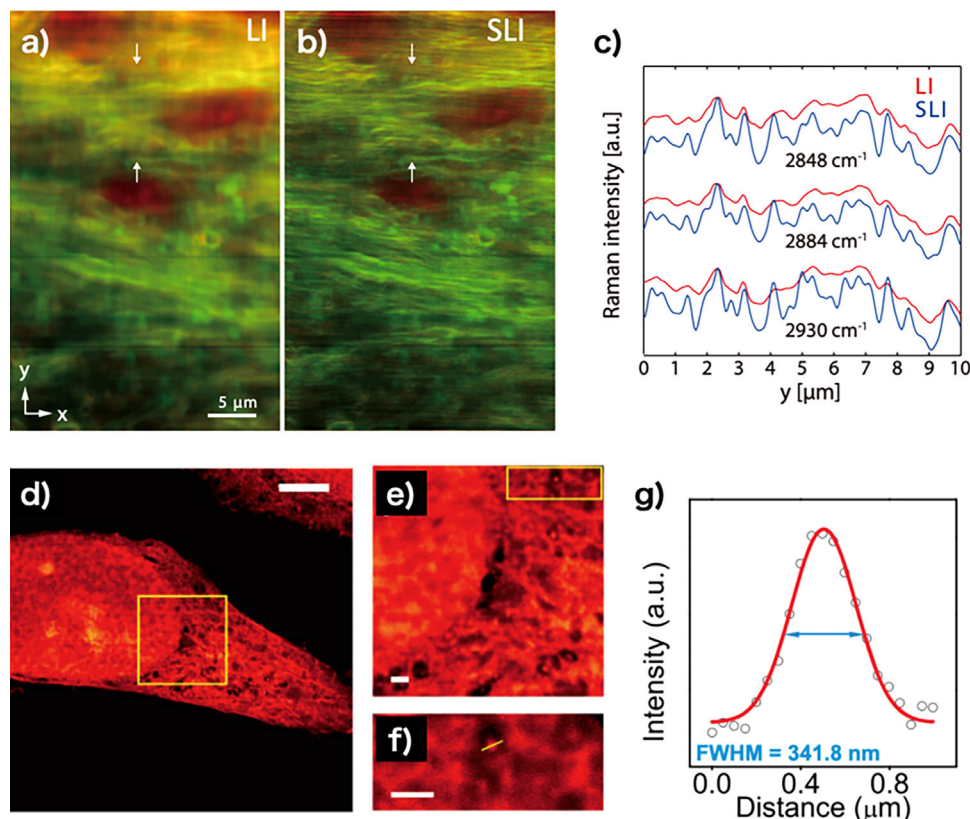 a)
LI
b)
SLI
y
x
5 µm
c)
Raman intensity [a.u.]
LI
SLI
2848 cm-1
2884 cm-1
2930 cm-1
0 1 2 3 4 5 6 7 8 9 10
y [µm]
d)
e)
f)
g)
Intensity (a.u.)
FWHM = 341.8 nm
0.0 0.4 0.8
Distance (µm)